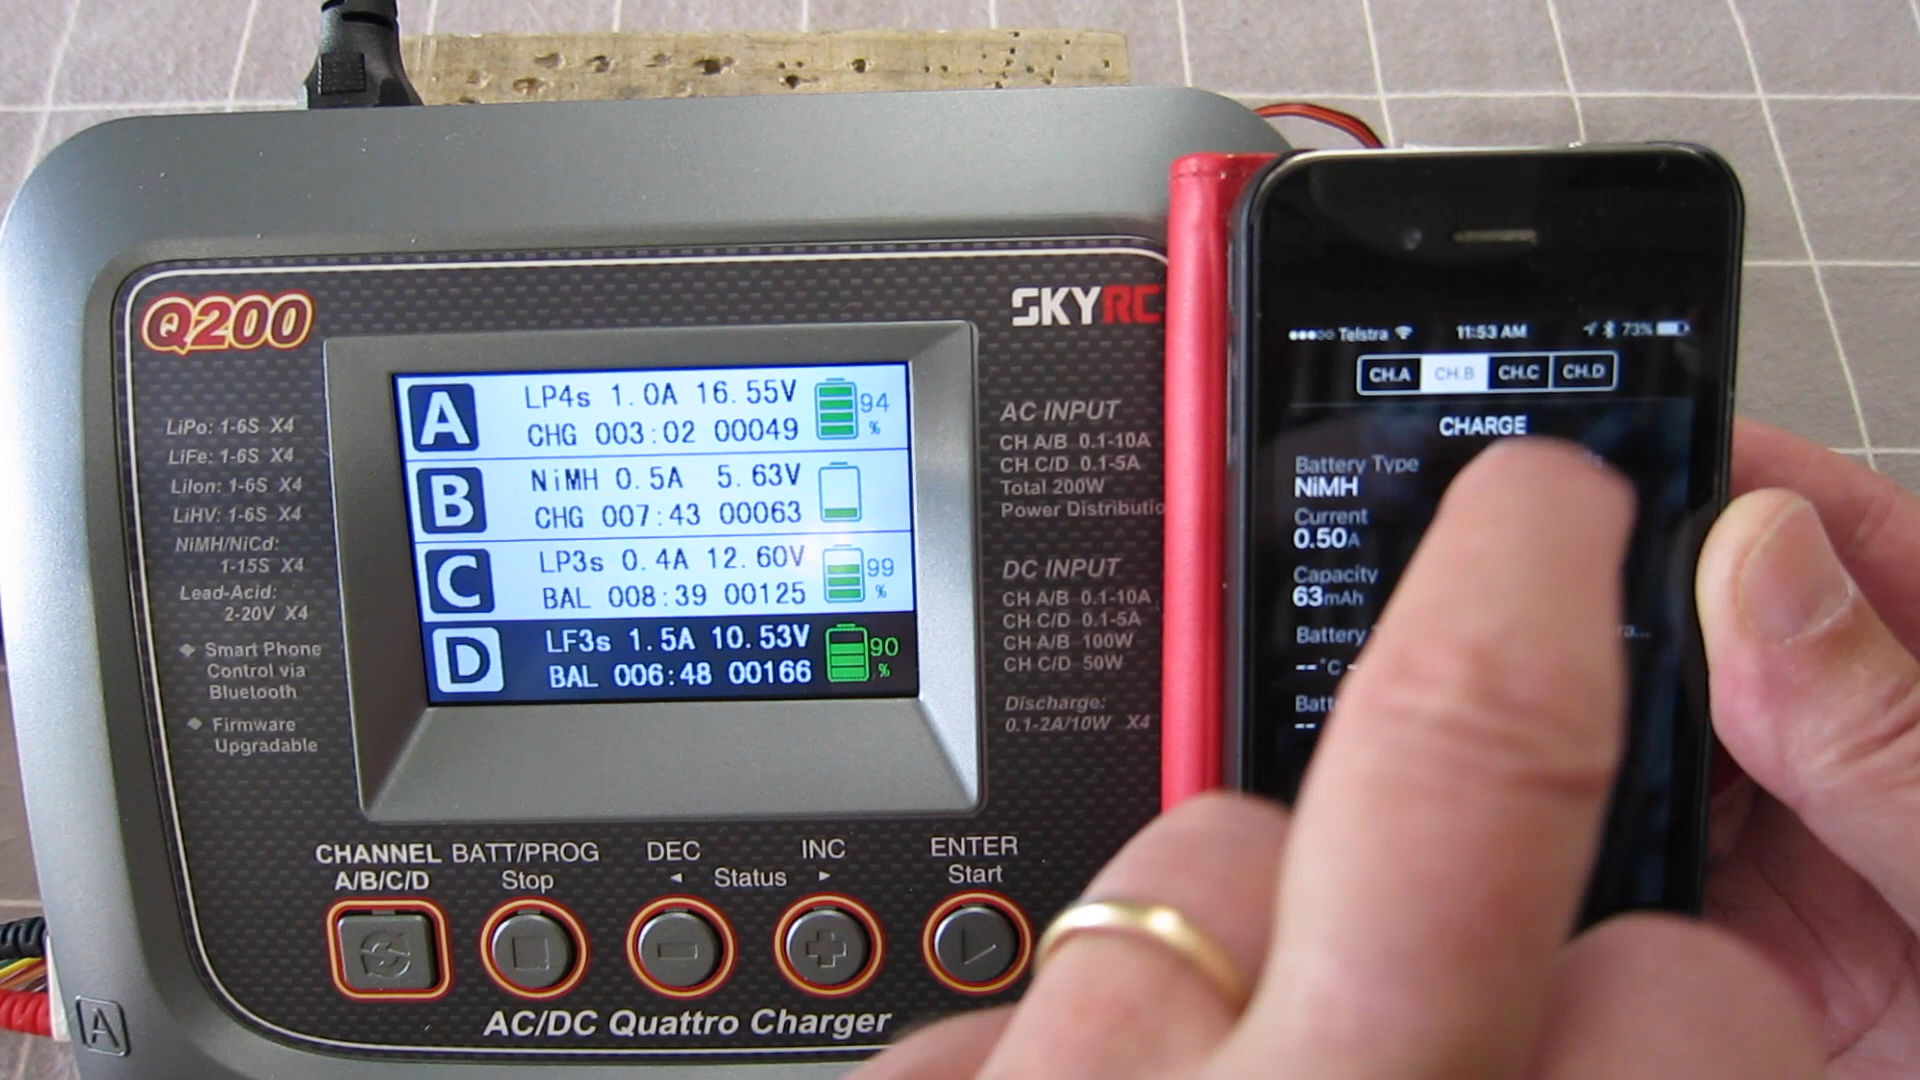 Q200
SKYRC
LiPo: 1-6S X4
LiFe: 1-6S X4
LiIon: 1-6S X4
LiHV: 1-6S X4
NiMH/NiCd:
1-15S X4
Lead-Acid:
2-20V X4
Smart Phone
Control via
Bluetooth
Firmware
Upgradable
A LP4s 1.0A 16.55V 94
CHG 003:02 00049 %
B NiMH 0.5A 5.63V
CHG 007:43 00063
C LP3s 0.4A 12.60V 99
BAL 008:39 00125 %
D LF3s 1.5A 10.53V 90
BAL 006:48 00166 %
AC INPUT
CH A/B 0.1-10A
CH C/D 0.1-5A
Total 200W
Power
DC INPUT
CH A/B 0.1-10A
CH C/D 0.1-5A
CH A/B 100W
CH C/D 50W
Discharge:
0.1-2A/10W X4
CHANNEL
A/B/C/D
BATT/PROG
Stop
DEC
INC
Status
ENTER
Start
AC/DC Quattro Charger
A
Telstra 11:53 AM 73%
CH.A CH.B CH.C CH.D
CHARGE
Battery Type
NiMH
Current
0.50A
Capacity
63mAh
Battery
--°C
--